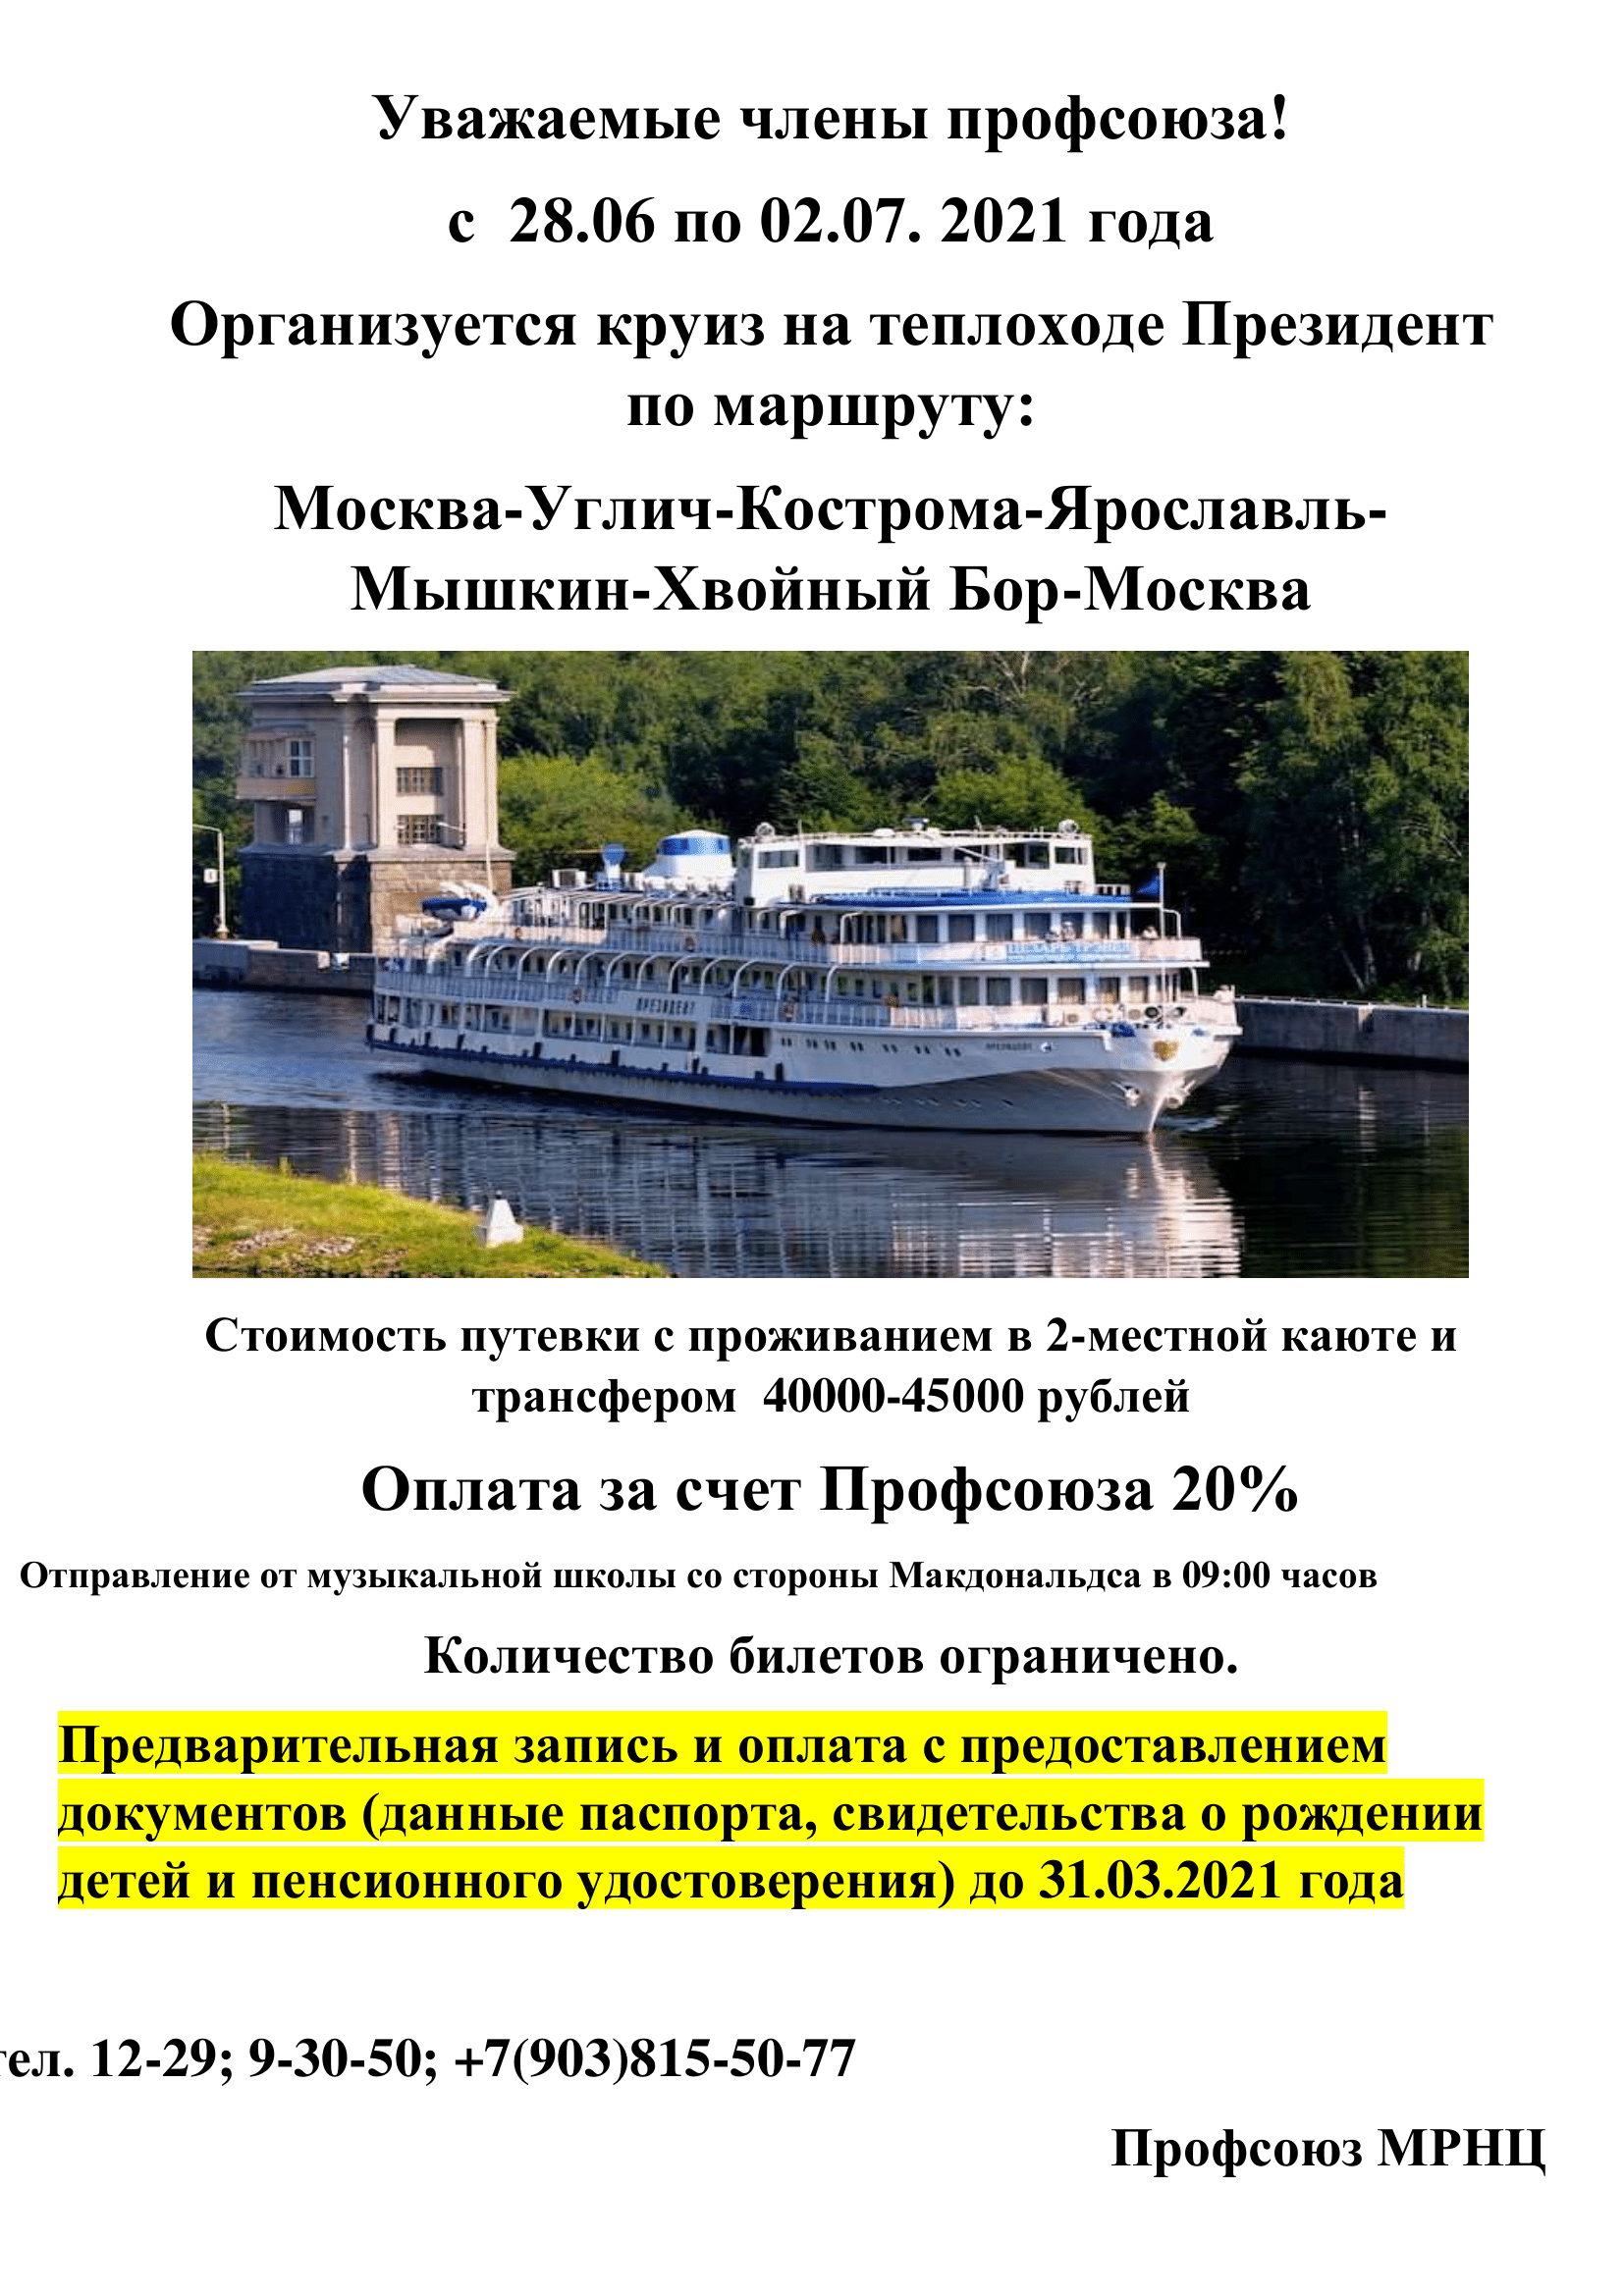 Уважаемые члены профсоюза!
с 28.06 по 02.07. 2021 года
Организуется круиз на теплоходе Президент
по маршруту:
Москва-Углич-Кострома-Ярославль-
Мышкин-Хвойный Бор-Москва
ПРЕЗИДЕНТ
Стоимость путевки с проживанием в 2-местной каюте и
трансфером 40000-45000 рублей
Оплата за счет Профсоюза 20%
Отправление от музыкальной школы со стороны Макдональдса в 09:00 часов
Количество билетов ограничено.
Предварительная запись и оплата с предоставлением
документов (данные паспорта, свидетельства о рождении
детей и пенсионного удостоверения) до 31.03.2021 года
тел. 12-29; 9-30-50; +7(903)815-50-77
Профсоюз МРНЦ